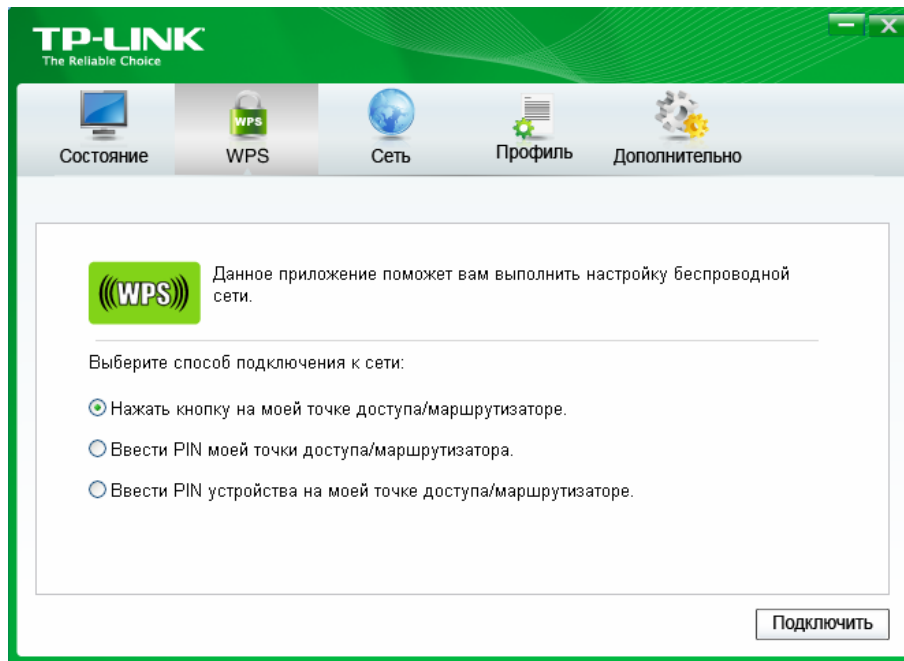 TP-LINK
The Reliable Choice
WPS
Состояние
WPS
Сеть
Профиль
Дополнительно
(((WPS)))
Данное приложение поможет вам выполнить настройку беспроводной
сети.
Выберите способ подключения к сети:
Нажать кнопку на моей точке доступа/маршрутизаторе.
Ввести PIN моей точки доступа/маршрутизатора.
Ввести PIN устройства на моей точке доступа/маршрутизаторе.
Подключить